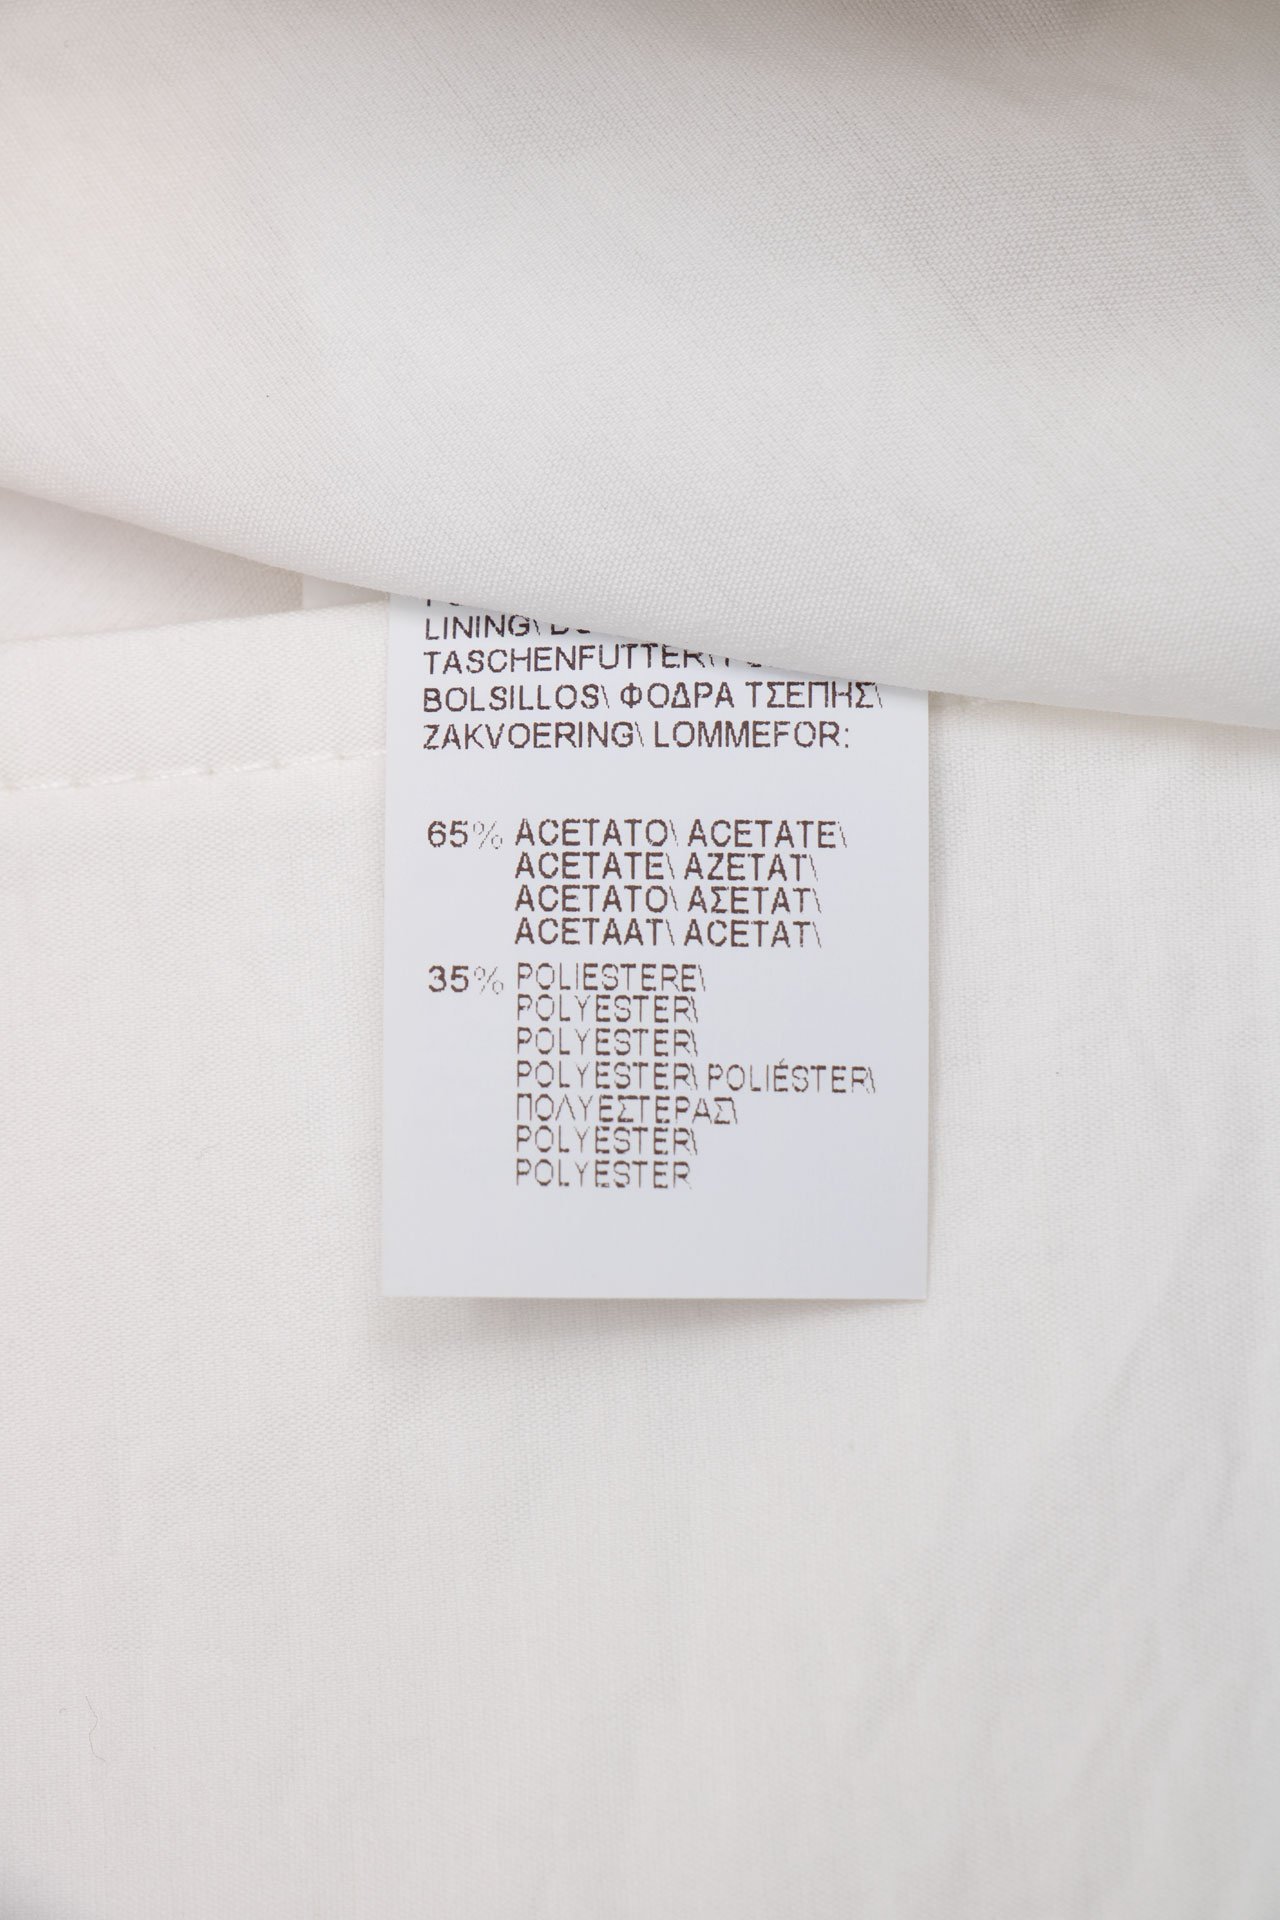 LINING\
TASCHENFUTTER\
BOLSILLOS\ ΦΟΔΡΑ ΤΣΕΠΗΣ\
ZAKVOERING\ LOMMEFOR:
65% ACETATO\ ACETATE\
ACETATE\ AZETAT\
ACETATO\ ΑΣΕΤΑΤ\
ACETAAT\ ACETAT\
35% POLIESTERE\
POLYESTER\
POLYESTER\
POLYESTER\ POLIÉSTER\
ΠΟΛΥΕΣΤΕΡΑΣ\
POLYESTER\
POLYESTER